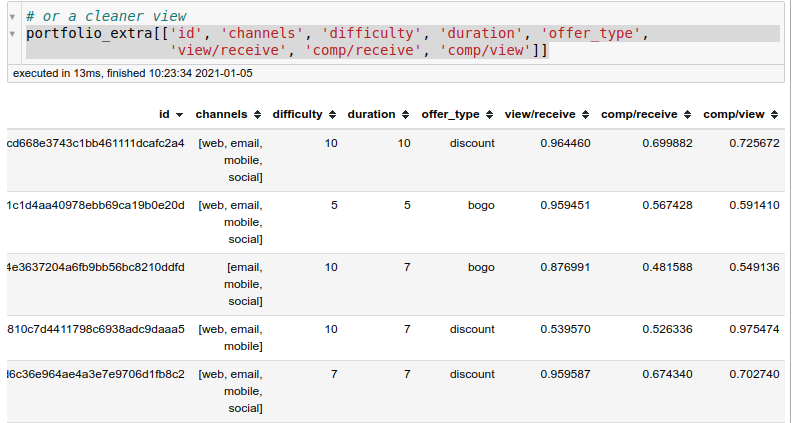 # or a cleaner view
portfolio_extra[['id', 'channels', 'difficulty', 'duration', 'offer_type',
'view/receive', 'comp/receive', 'comp/view']]
executed in 13ms, finished 10:23:34 2021-01-05
id channels difficulty duration offer_type view/receive comp/receive comp/view
cd668e3743c1bb461111dcafc2a4 [web, email, 10 10 discount 0.964460 0.699882 0.725672
mobile,
social]
1c1d4aa40978ebb69ca19b0e20d [web, email, 5 5 bogo 0.959451 0.567428 0.591410
mobile,
social]
4e3637204a6fb9bb56bc8210ddfd [email, 10 7 bogo 0.876991 0.481588 0.549136
mobile,
social]
810c7d4411798c6938adc9daaa5 [web, email, 10 7 discount 0.539570 0.526336 0.975474
mobile]
d6c36e964ae4a3e7e9706d1fb8c2 [web, email, 7 7 discount 0.959587 0.674340 0.702740
mobile,
social]